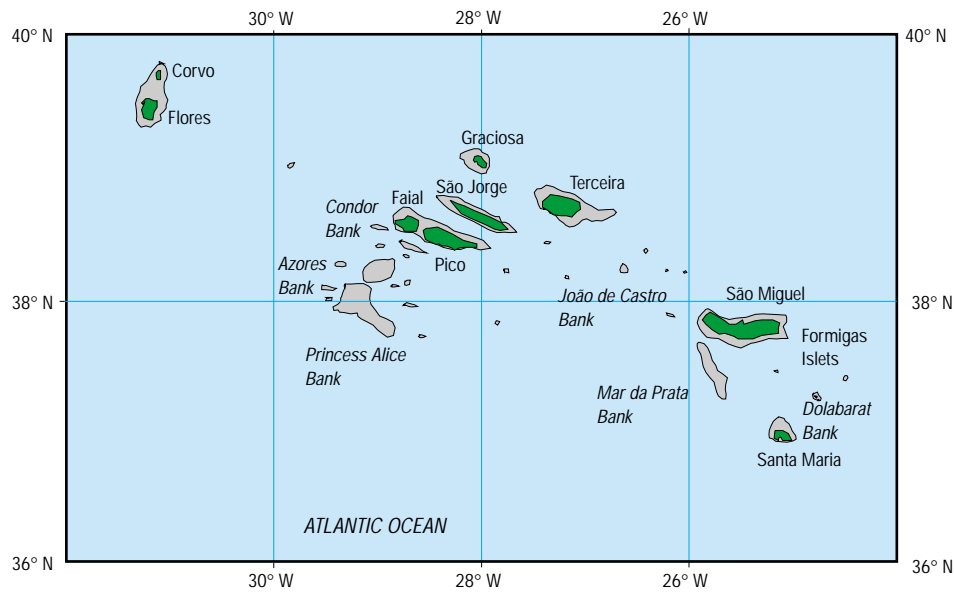 30° W 28° W 26° W
40° N 40° N
Corvo
Flores
Graciosa
São Jorge
Terceira
Faial
Condor
Bank
Pico
Azores
Bank
38° N 38° N
João de Castro
Bank
São Miguel
Formigas
Islets
Princess Alice
Bank
Mar da Prata
Bank
Dolabarat
Bank
Santa Maria
ATLANTIC OCEAN
36° N 36° N
30° W 28° W 26° W